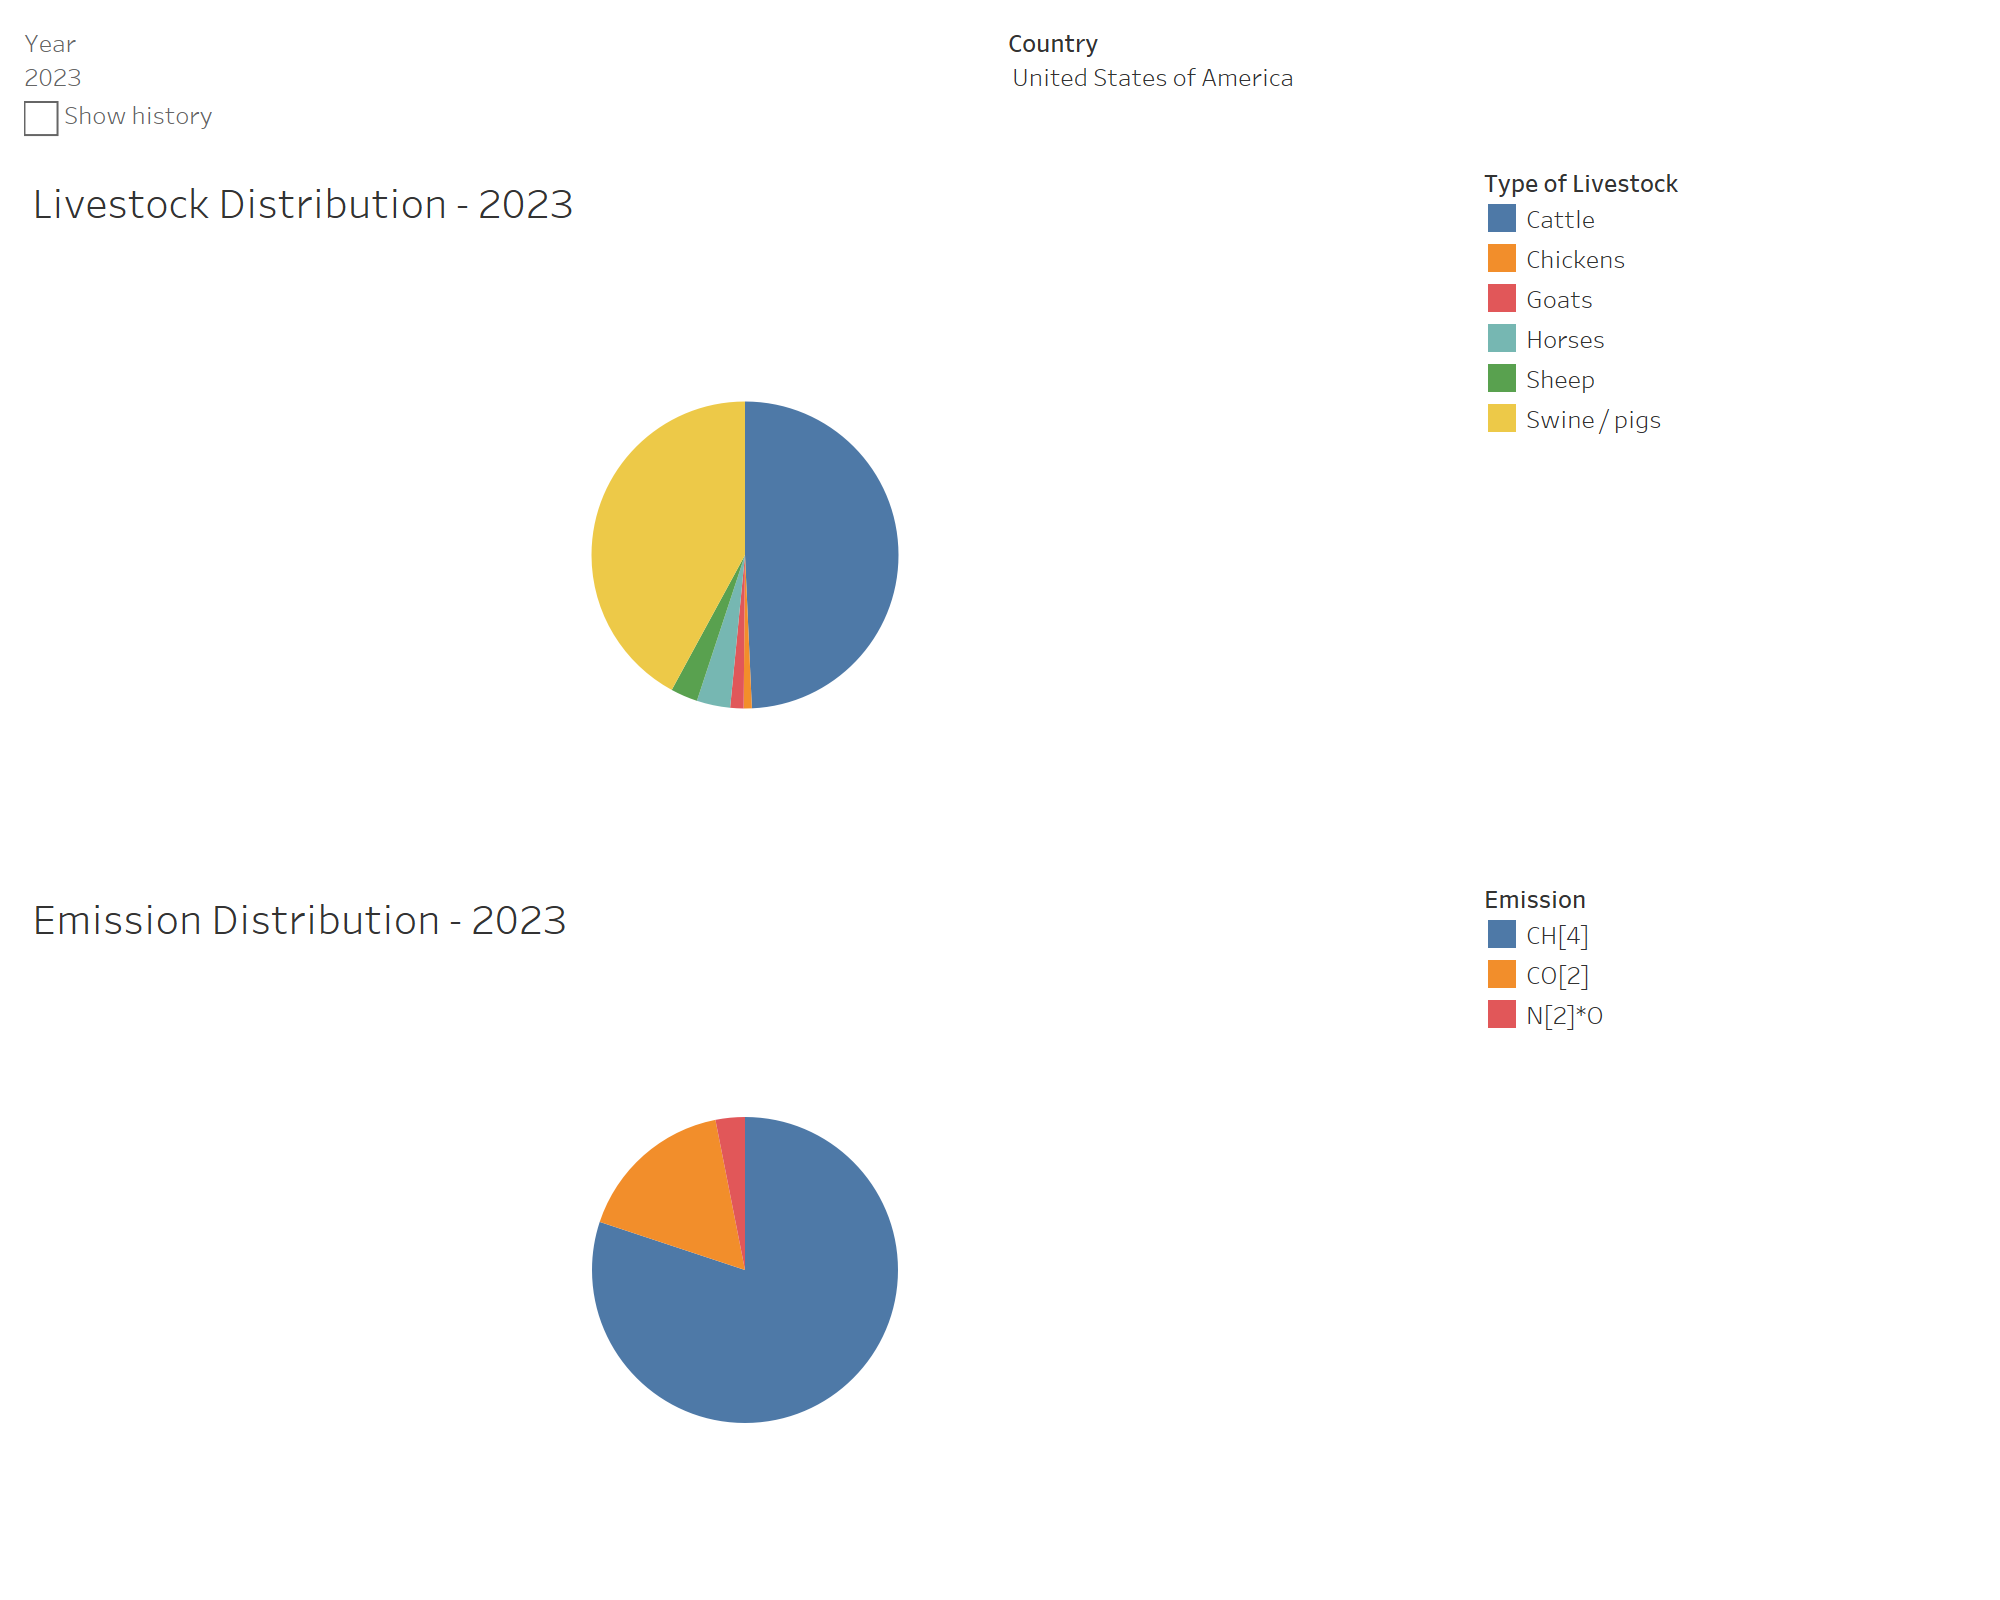 Year
2023
Show history
Country
United States of America
Livestock Distribution - 2023
Type of Livestock
Cattle
Chickens
Goats
Horses
Sheep
Swine / pigs
Emission Distribution - 2023
Emission
CH[4]
CO[2]
N[2]*O